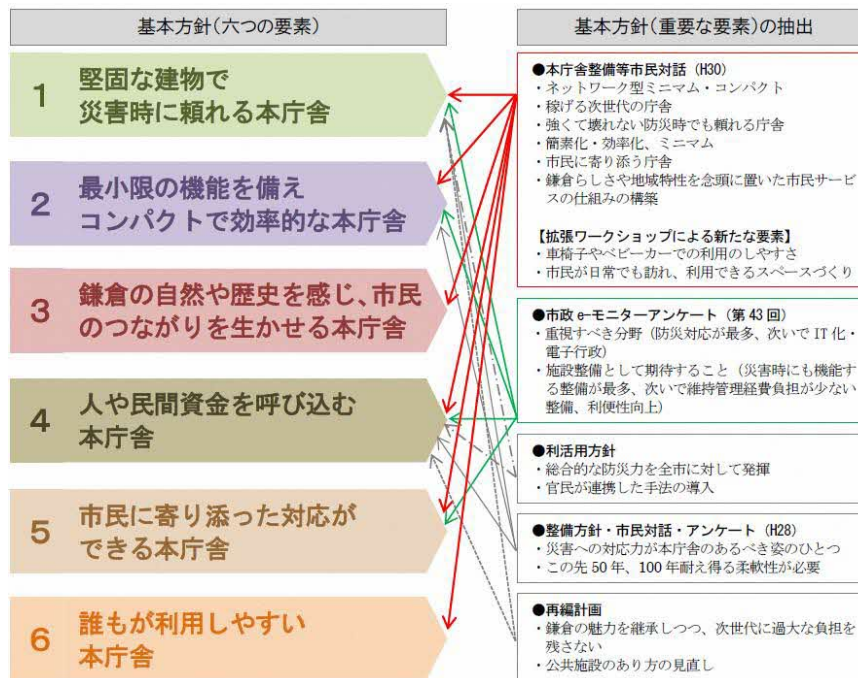 基本方針(六つの要素)
1
堅固な建物で
災害時に頼れる本庁舎
2
最小限の機能を備え
コンパクトで効率的な本庁舎
3
鎌倉の自然や歴史を感じ、市民
のつながりを生かせる本庁舎
4
人や民間資金を呼び込む
本庁舎
5
市民に寄り添った対応が
できる本庁舎
6
誰もが利用しやすい
本庁舎
基本方針(重要な要素)の抽出
●本庁舎整備等市民対話(H30)
・ネットワーク型ミニマム・コンパクト
・稼げる次世代の庁舎
・強くて壊れない防災時でも頼れる庁舎
・簡素化・効率化、ミニマム
・市民に寄り添う庁舎
・鎌倉らしさや地域特性を念頭に置いた市民サービ
スの仕組みの構築
【拡張ワークショップによる新たな要素】
・車椅子やベビーカーでの利用のしやすさ
・市民が日常でも訪れ、利用できるスペースづくり
●市政 e-モニターアンケート(第 43 回)
・重視すべき分野(防災対応が最多、次いで IT 化・
電子行政)
・施設整備として期待すること(災害時にも機能す
る整備が最多、次いで維持管理経費負担が少ない
整備、利便性向上)
●利活用方針
・総合的な防災力を全市に対して発揮
・官民が連携した手法の導入
●整備方針・市民対話・アンケート(H28)
・災害への対応力が本庁舎のあるべき姿のひとつ
・この先 50 年、100 年耐え得る柔軟性が必要
●再編計画
・鎌倉の魅力を継承しつつ、次世代に過大な負担を
残さない
・公共施設のあり方の見直し